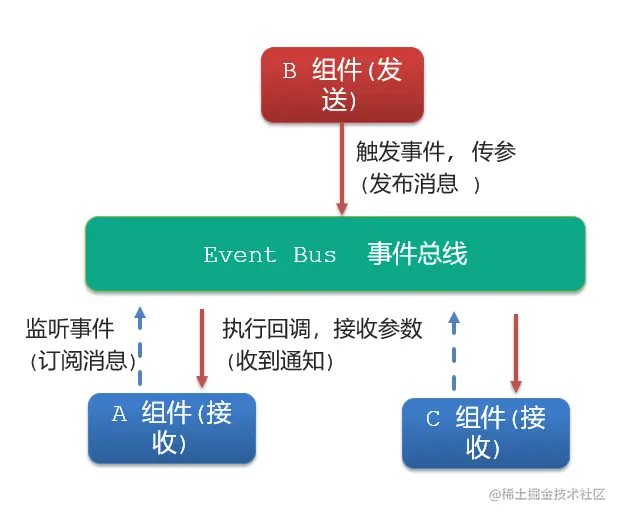 B 组件(发
送)
触发事件，传参
(发布消息 )
Event Bus 事件总线
监听事件
(订阅消息)
执行回调，接收参数
(收到通知)
A 组件(接
收)
C 组件(接
收)
@稀土掘金技术社区